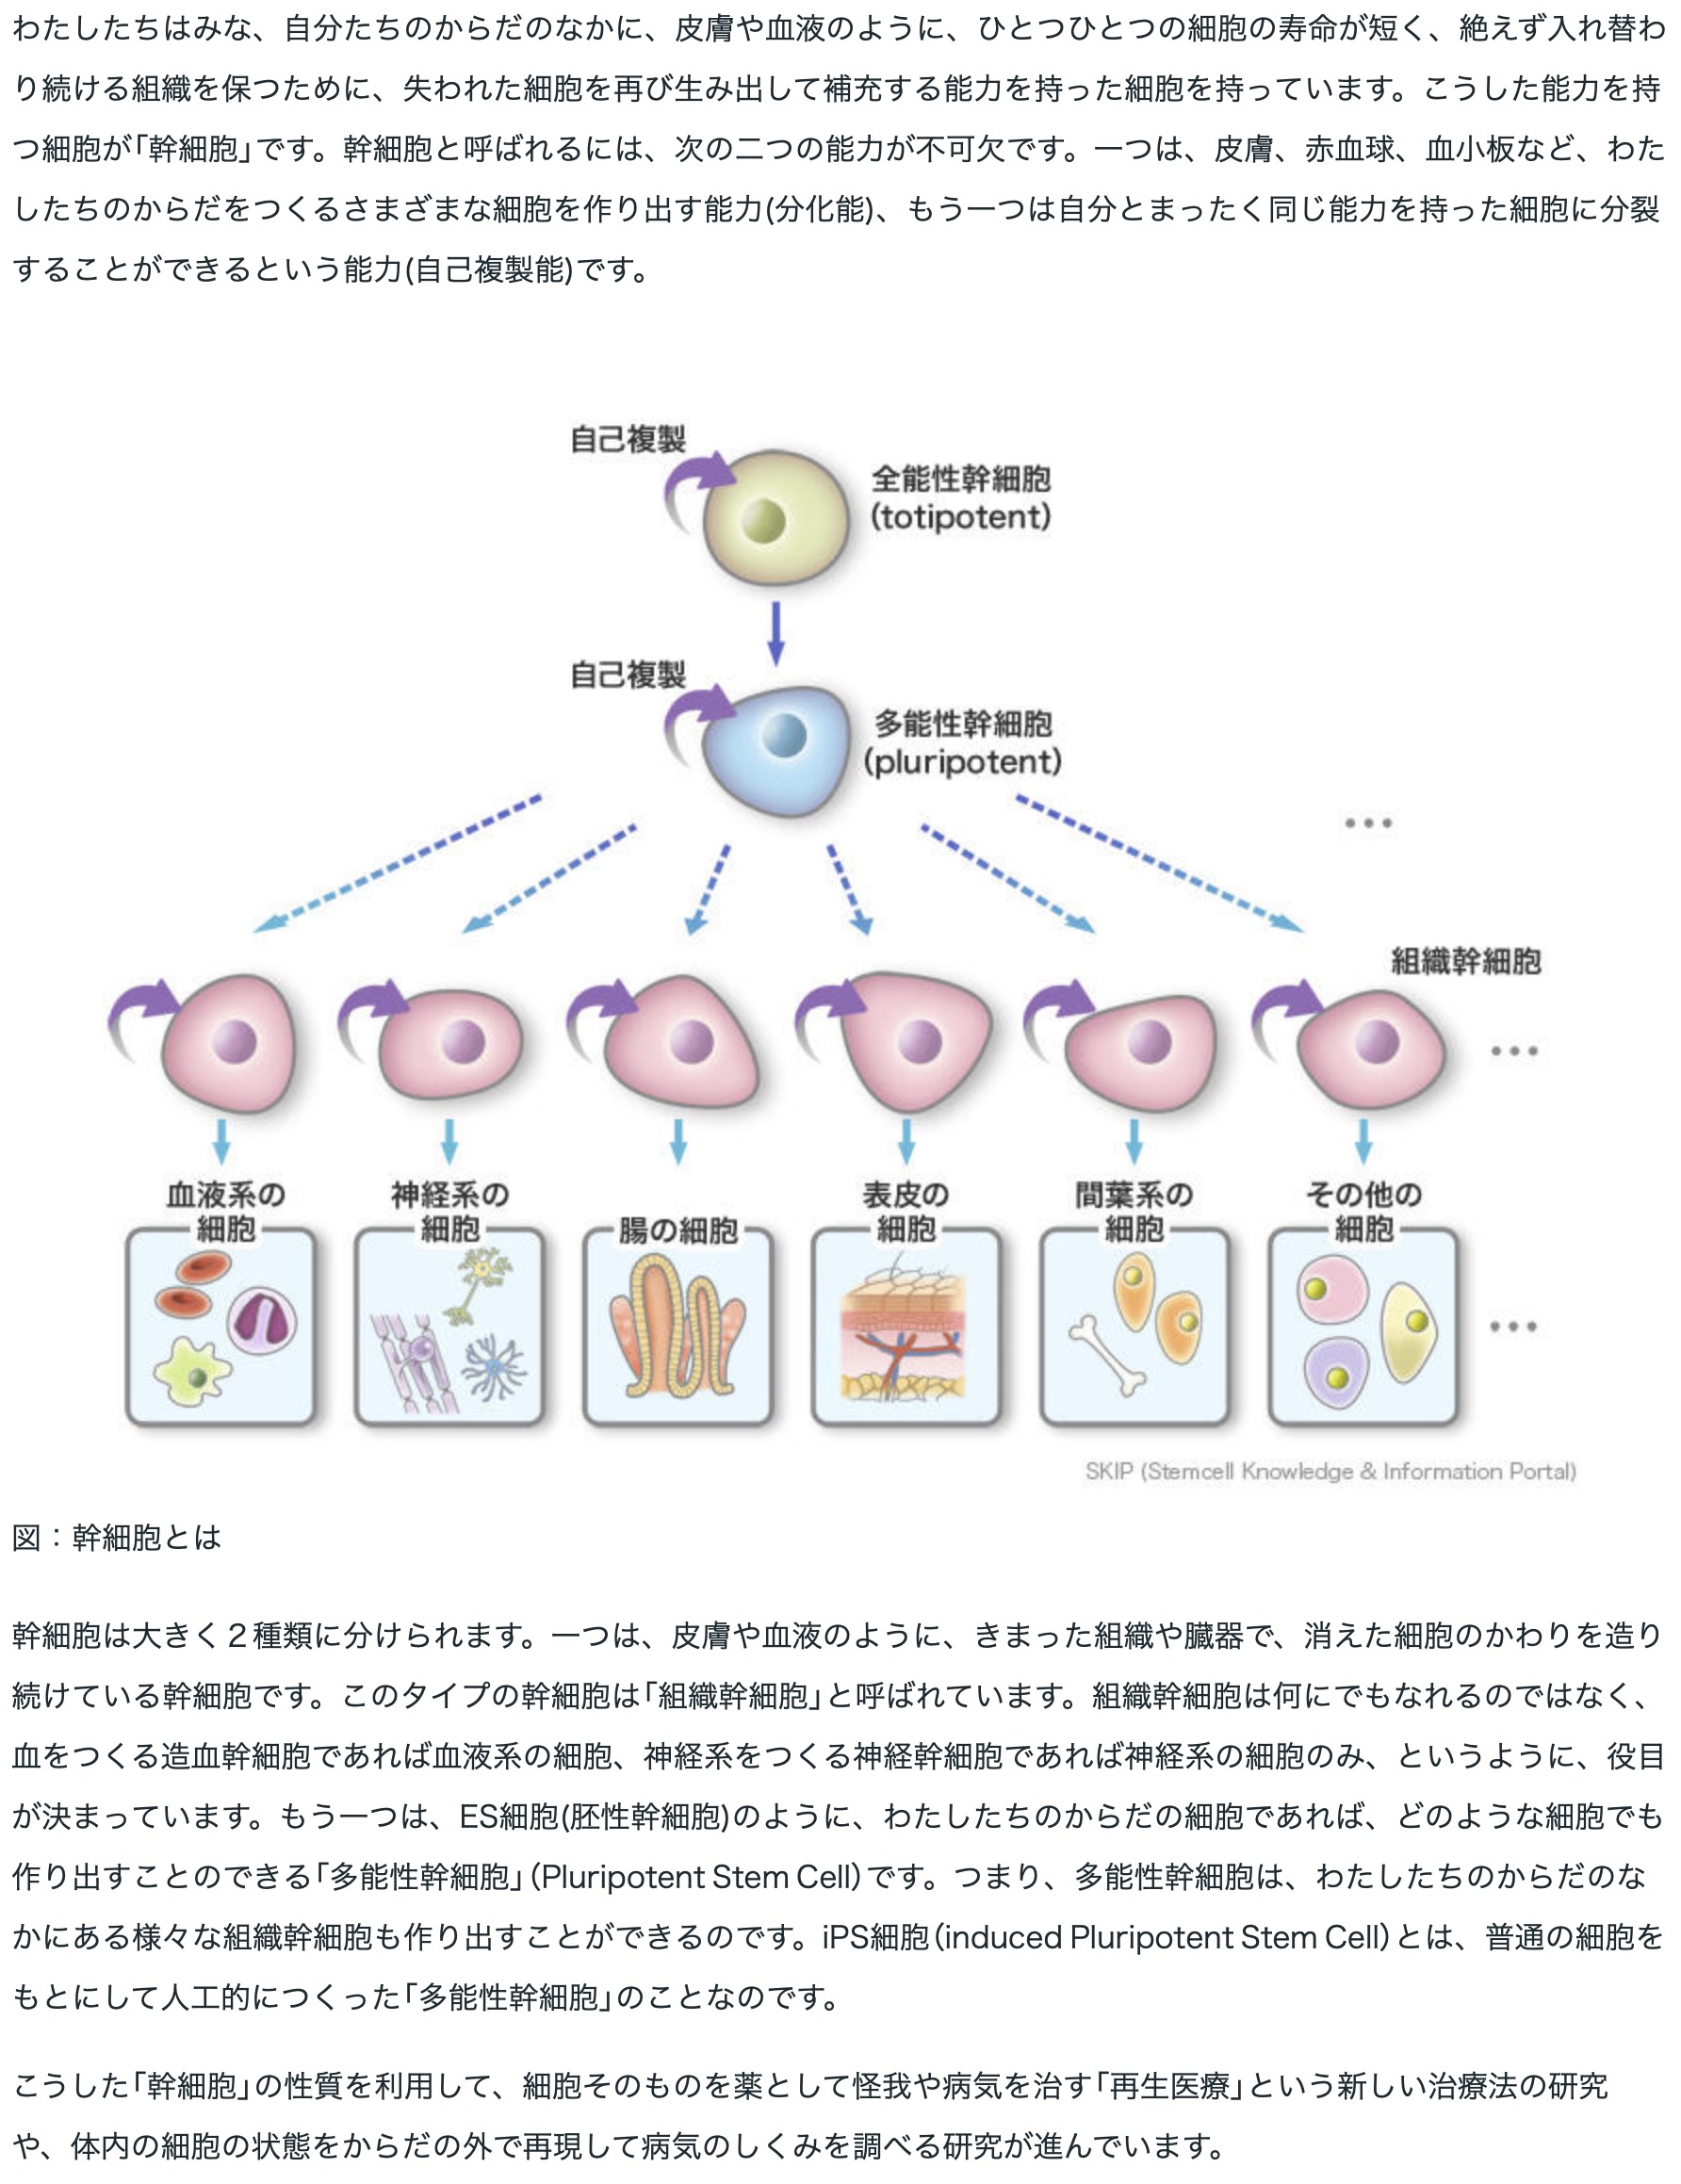 わたしたちはみな、自分たちのからだのなかに、皮膚や血液のように、ひとつひとつの細胞の寿命が短く、絶えず入れ替わ
り続ける組織を保つために、失われた細胞を再び生み出して補充する能力を持った細胞を持っています。こうした能力を持
つ細胞が「幹細胞」です。幹細胞と呼ばれるには、次の二つの能力が不可欠です。一つは、皮膚、赤血球、血小板など、わた
したちのからだをつくるさまざまな細胞を作り出す能力(分化能)、もう一つは自分とまったく同じ能力を持った細胞に分裂
することができるという能力(自己複製能)です。
自己複製
全能性幹細胞
(totipotent)
自己複製
多能性幹細胞
(pluripotent)
…
組織幹細胞
…
血液系の
細胞
神経系の
細胞
腸の細胞
表皮の
細胞
間葉系の
細胞
その他の
細胞
…
SKIP (Stemcell Knowledge & Information Portal)
図：幹細胞とは
幹細胞は大きく２種類に分けられます。一つは、皮膚や血液のように、きまった組織や臓器で、消えた細胞のかわりを造り
続けている幹細胞です。このタイプの幹細胞は「組織幹細胞」と呼ばれています。組織幹細胞は何にでもなれるのではなく、
血をつくる造血幹細胞であれば血液系の細胞、神経系をつくる神経幹細胞であれば神経系の細胞のみ、というように、役目
が決まっています。もう一つは、ES細胞(胚性幹細胞)のように、わたしたちのからだの細胞であれば、どのような細胞でも
作り出すことのできる「多能性幹細胞」（Pluripotent Stem Cell）です。つまり、多能性幹細胞は、わたしたちのからだのな
かにある様々な組織幹細胞も作り出すことができるのです。iPS細胞（induced Pluripotent Stem Cell）とは、普通の細胞を
もとにして人工的につくった「多能性幹細胞」のことなのです。
こうした「幹細胞」の性質を利用して、細胞そのものを薬として怪我や病気を治す「再生医療」という新しい治療法の研究
や、体内の細胞の状態をからだの外で再現して病気のしくみを調べる研究が進んでいます。